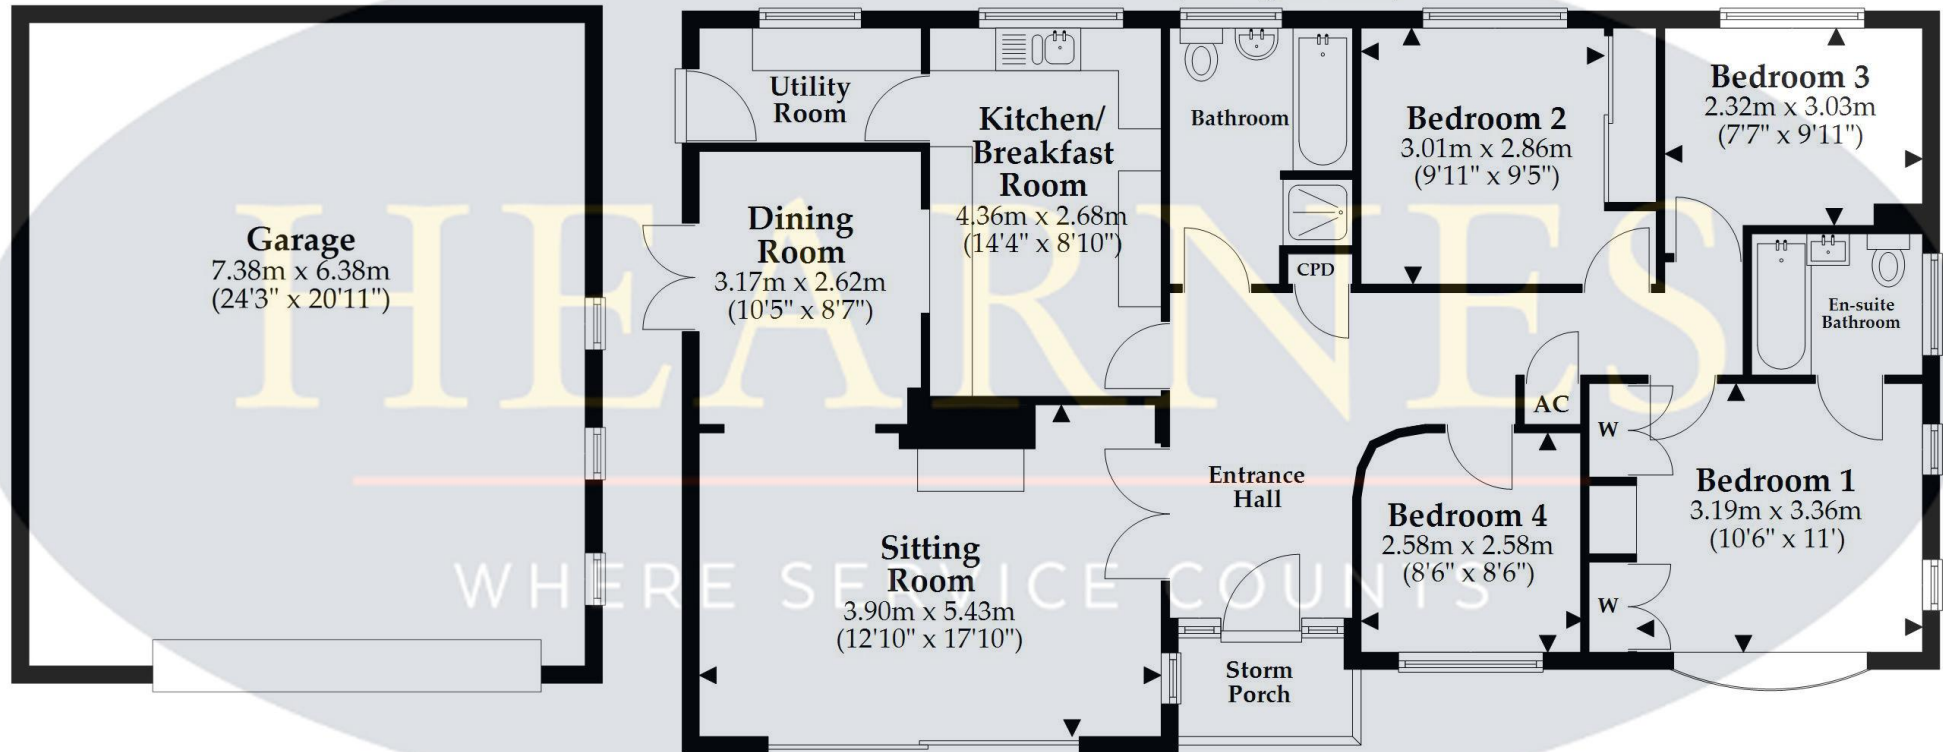 Garage
7.38m x 6.38m
(24'3" x 20'11")
Utility
Room
Kitchen/
Breakfast
Room
4.36m x 2.68m
(14'4" x 8'10")
Dining
Room
3.17m x 2.62m
(10'5" x 8'7")
Bathroom
CPD
Bedroom 2
3.01m x 2.86m
(9'11" x 9'5")
Bedroom 3
2.32m x 3.03m
(7'7" x 9'11")
En-suite
Bathroom
HEARNES
AC
W
Entrance
Hall
Bedroom 1
3.19m x 3.36m
(10'6" x 11')
Bedroom 4
2.58m x 2.58m
(8'6" x 8'6")
Sitting
Room
3.90m x 5.43m
(12'10" x 17'10")
WHERE SERVICE COUNTS
W
Storm
Porch